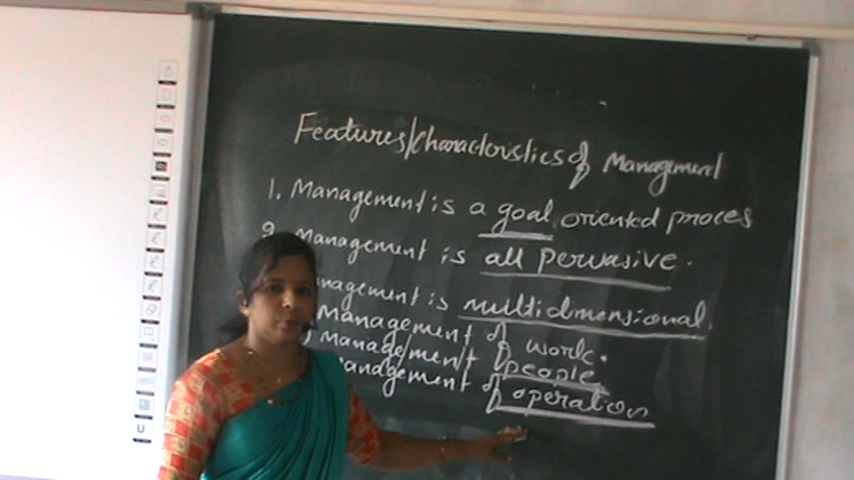 Features/Characteristics of Management
1. Management is a goal oriented proces
2. Management is all pervasive.
nagement is multidimensional.
Management of work.
Management of people
anagement of operation
U